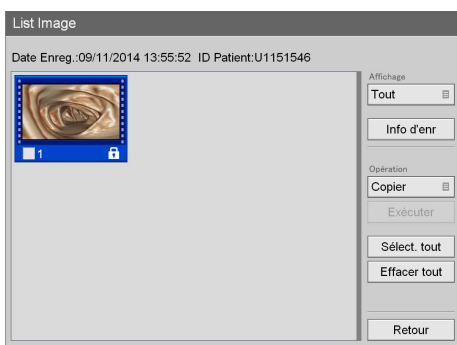 List Image
Date Enreg.:09/11/2014 13:55:52 ID Patient:U1151546
1
Affichage
Tout
Info d'enr
Opération
Copier
Exécuter
Sélect. tout
Effacer tout
Retour